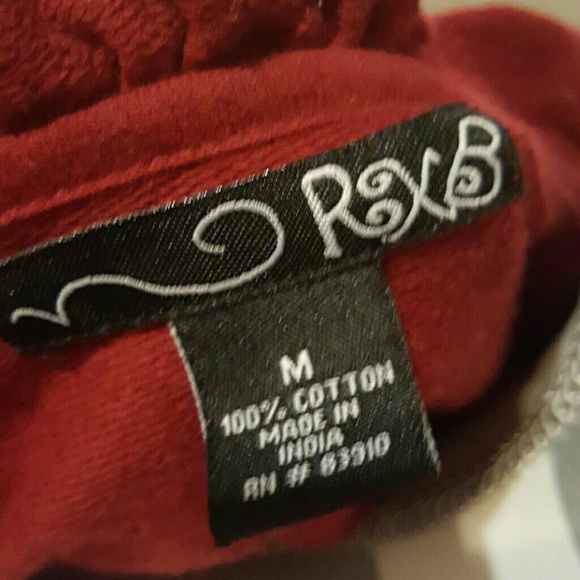 RXB
M
100% COTTON
MADE IN
INDIA
RN # 83910